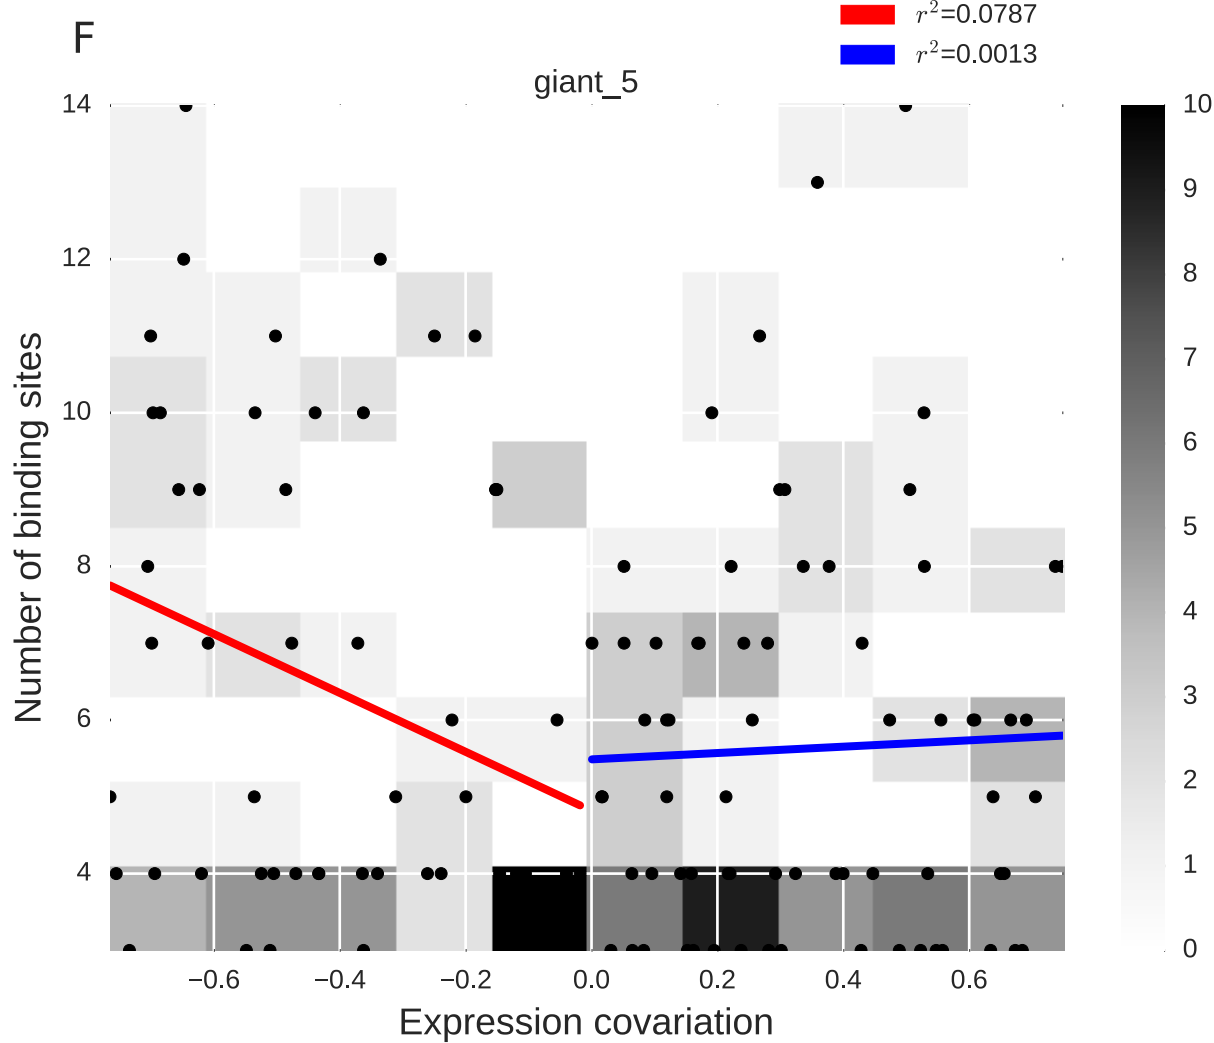 F
r²=0.0787
r²=0.0013
giant_5
14
12
10
8
6
4
Number of binding sites
−0.6 −0.4 −0.2 0.0 0.2 0.4 0.6
Expression covariation
10
9
8
7
6
5
4
3
2
1
0